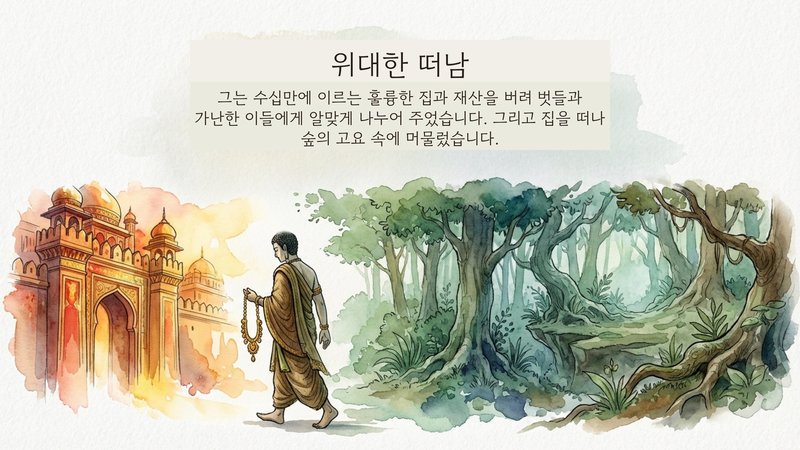 위대한 떠남
그는 수십만에 이르는 훌륭한 집과 재산을 버려 벗들과
가난한 이들에게 알맞게 나누어 주었습니다. 그리고 집을 떠나
숲의 고요 속에 머물렀습니다.